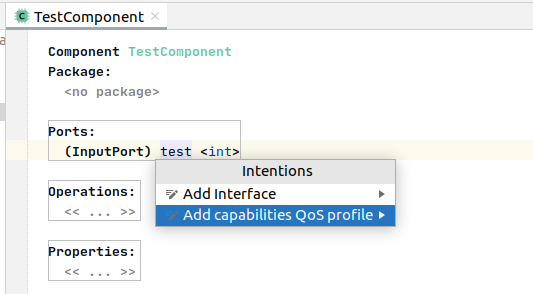 TestComponent
Component TestComponent
Package:
<no package>
Ports:
(InputPort) test <int>
Intentions
Add Interface
Add capabilities QoS profile
Operations:
<< ... >>
Properties:
<< ... >>